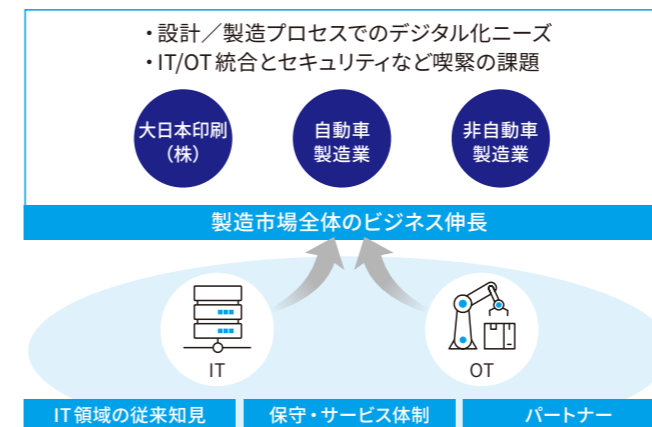 ・設計／製造プロセスでのデジタル化ニーズ
・IT/OT統合とセキュリティなど喫緊の課題
大日本印刷
（株）
自動車
製造業
非自動車
製造業
製造市場全体のビジネス伸長
IT
OT
IT領域の従来知見
保守・サービス体制
パートナー